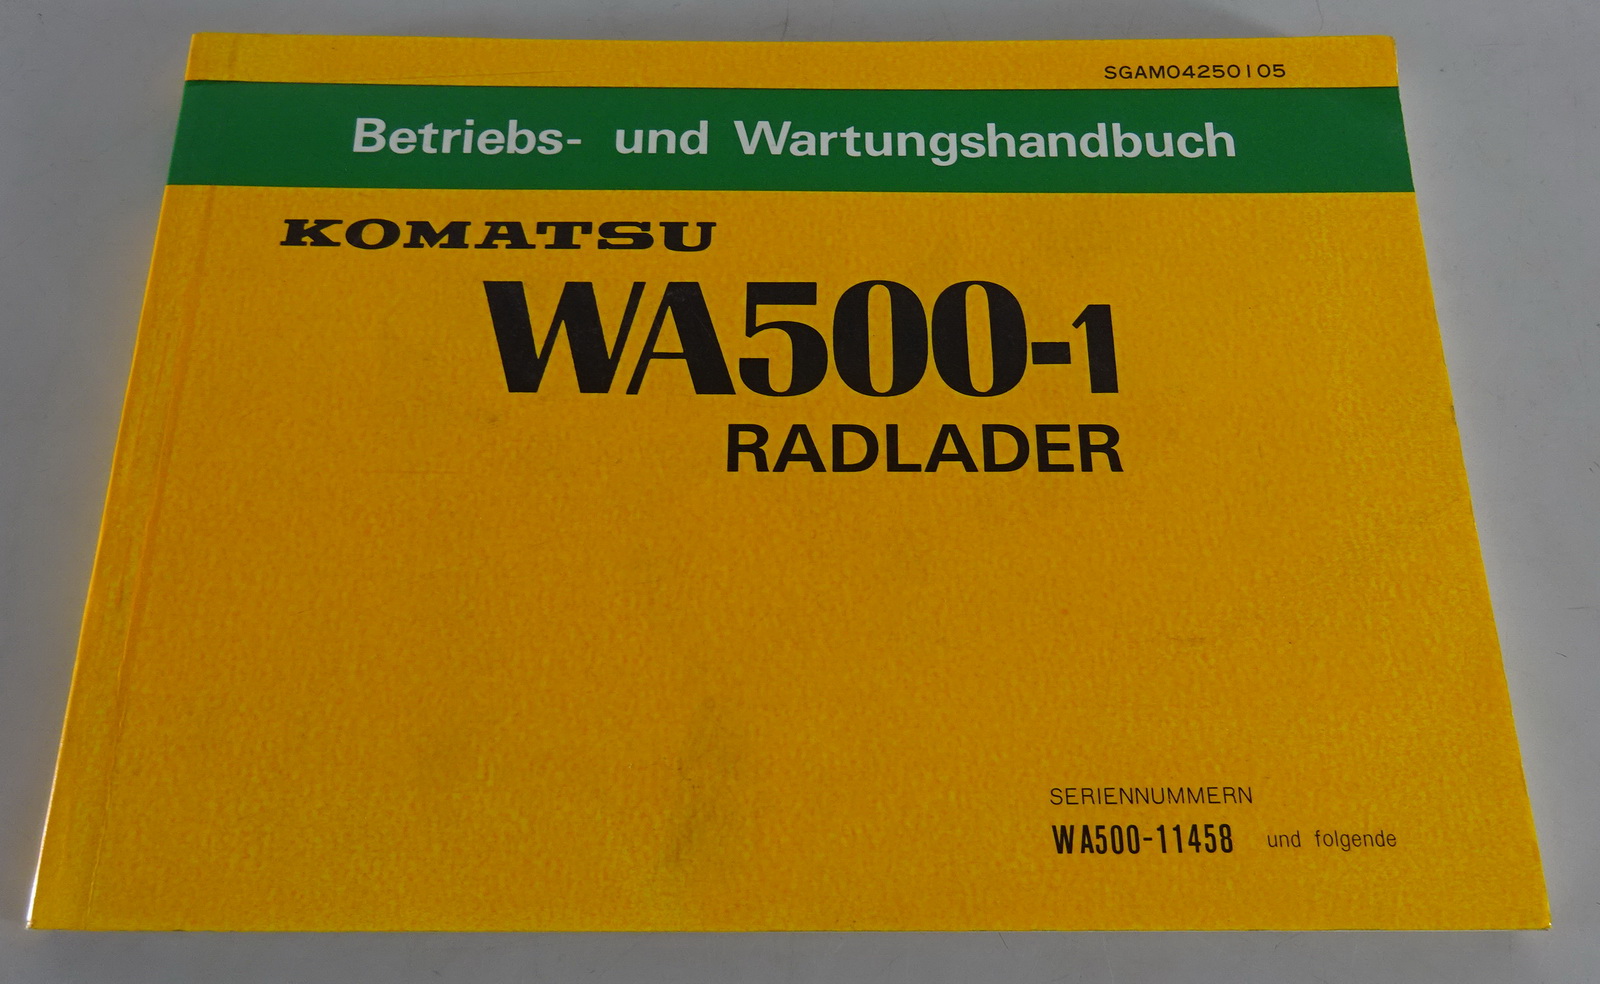 SGAM04250105
Betriebs- und Wartungshandbuch
KOMATSU
WA500-1
RADLADER
SERIENNUMMERN
WA500-11458 und folgende